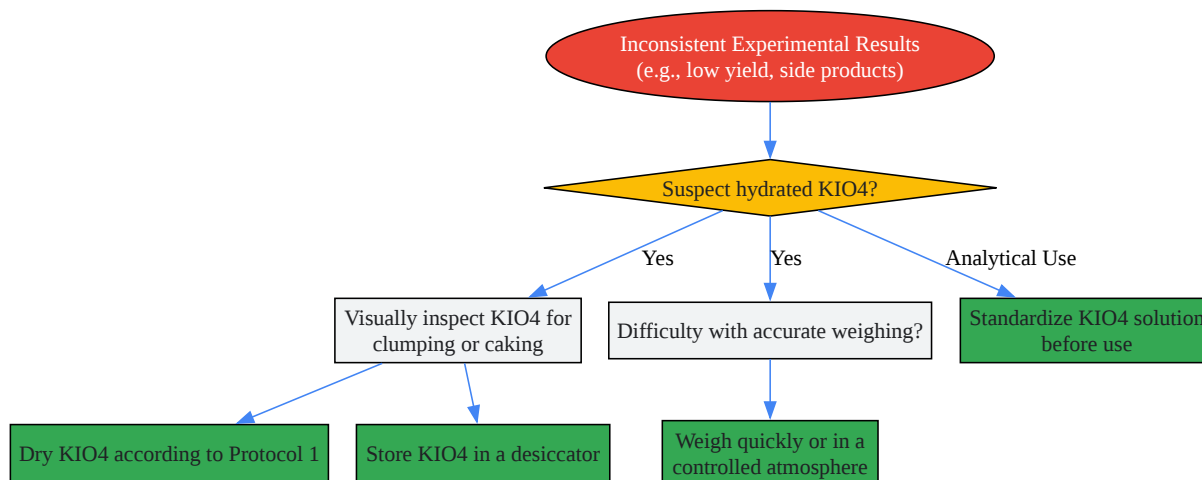 Inconsistent Experimental Results
(e.g., low yield, side products)
Suspect hydrated KIO4?
Yes
Yes
Analytical Use
Visually inspect KIO4 for
clumping or caking
Difficulty with accurate weighing?
Standardize KIO4 solution
before use
Dry KIO4 according to Protocol 1
Store KIO4 in a desiccator
Weigh quickly or in a
controlled atmosphere